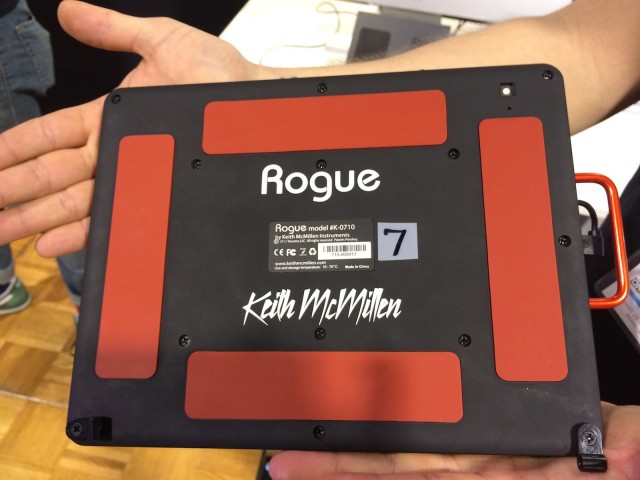 Rogue
Rogue model #K-0710
by Keith McMillen Instruments
7
www.keithmcmillen.com
Made in China
Keith McMillen